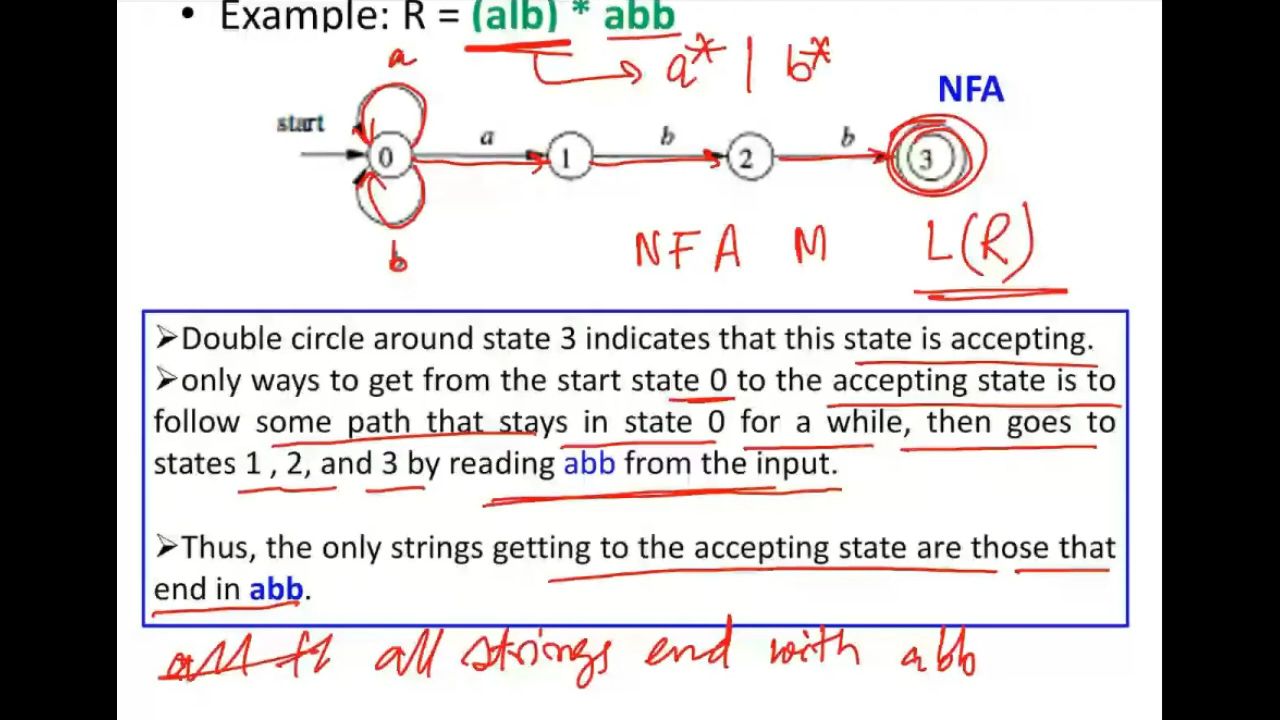 • Example: R = (alb) * abb
a
a* | b*
NFA
start
a
b
b
0
1
2
3
b
NFA M L(R)
➢Double circle around state 3 indicates that this state is accepting.
➢only ways to get from the start state 0 to the accepting state is to
follow some path that stays in state 0 for a while, then goes to
states 1 , 2, and 3 by reading abb from the input.
➢Thus, the only strings getting to the accepting state are those that
end in abb.
all strings end with abb